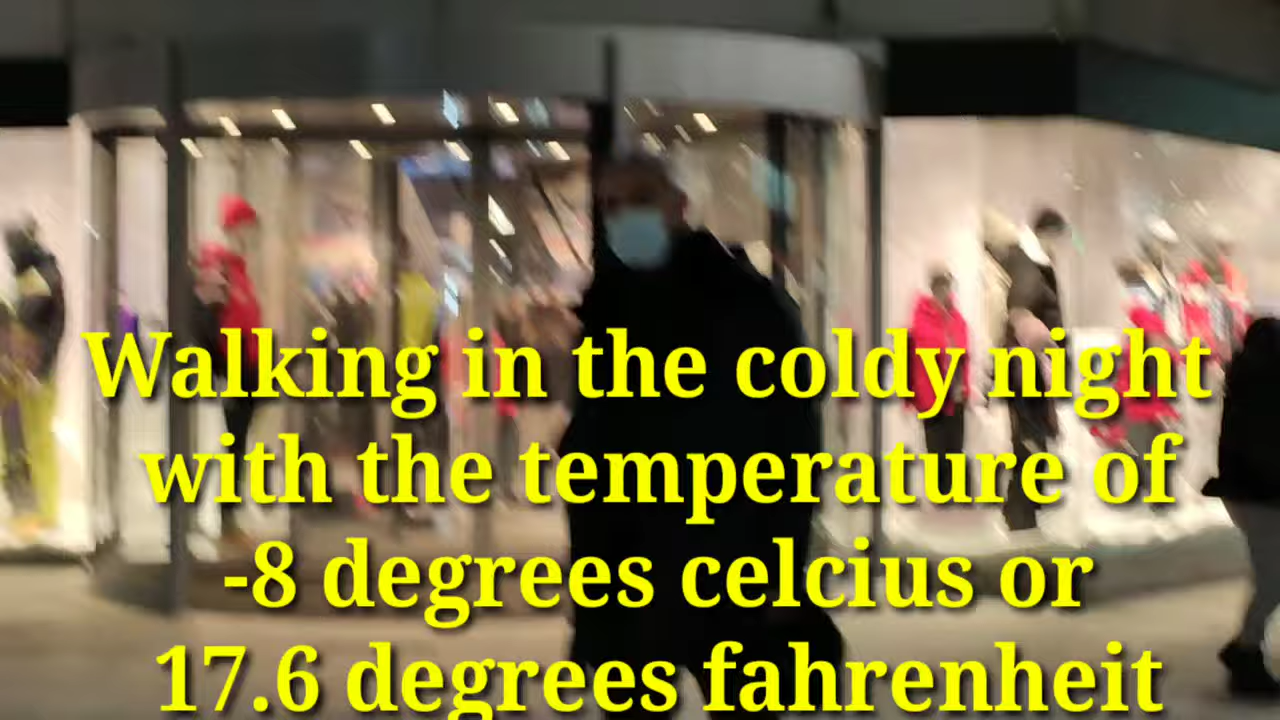 Walking in the coldy night
with the temperature of
-8 degrees celcius or
17.6 degrees fahrenheit